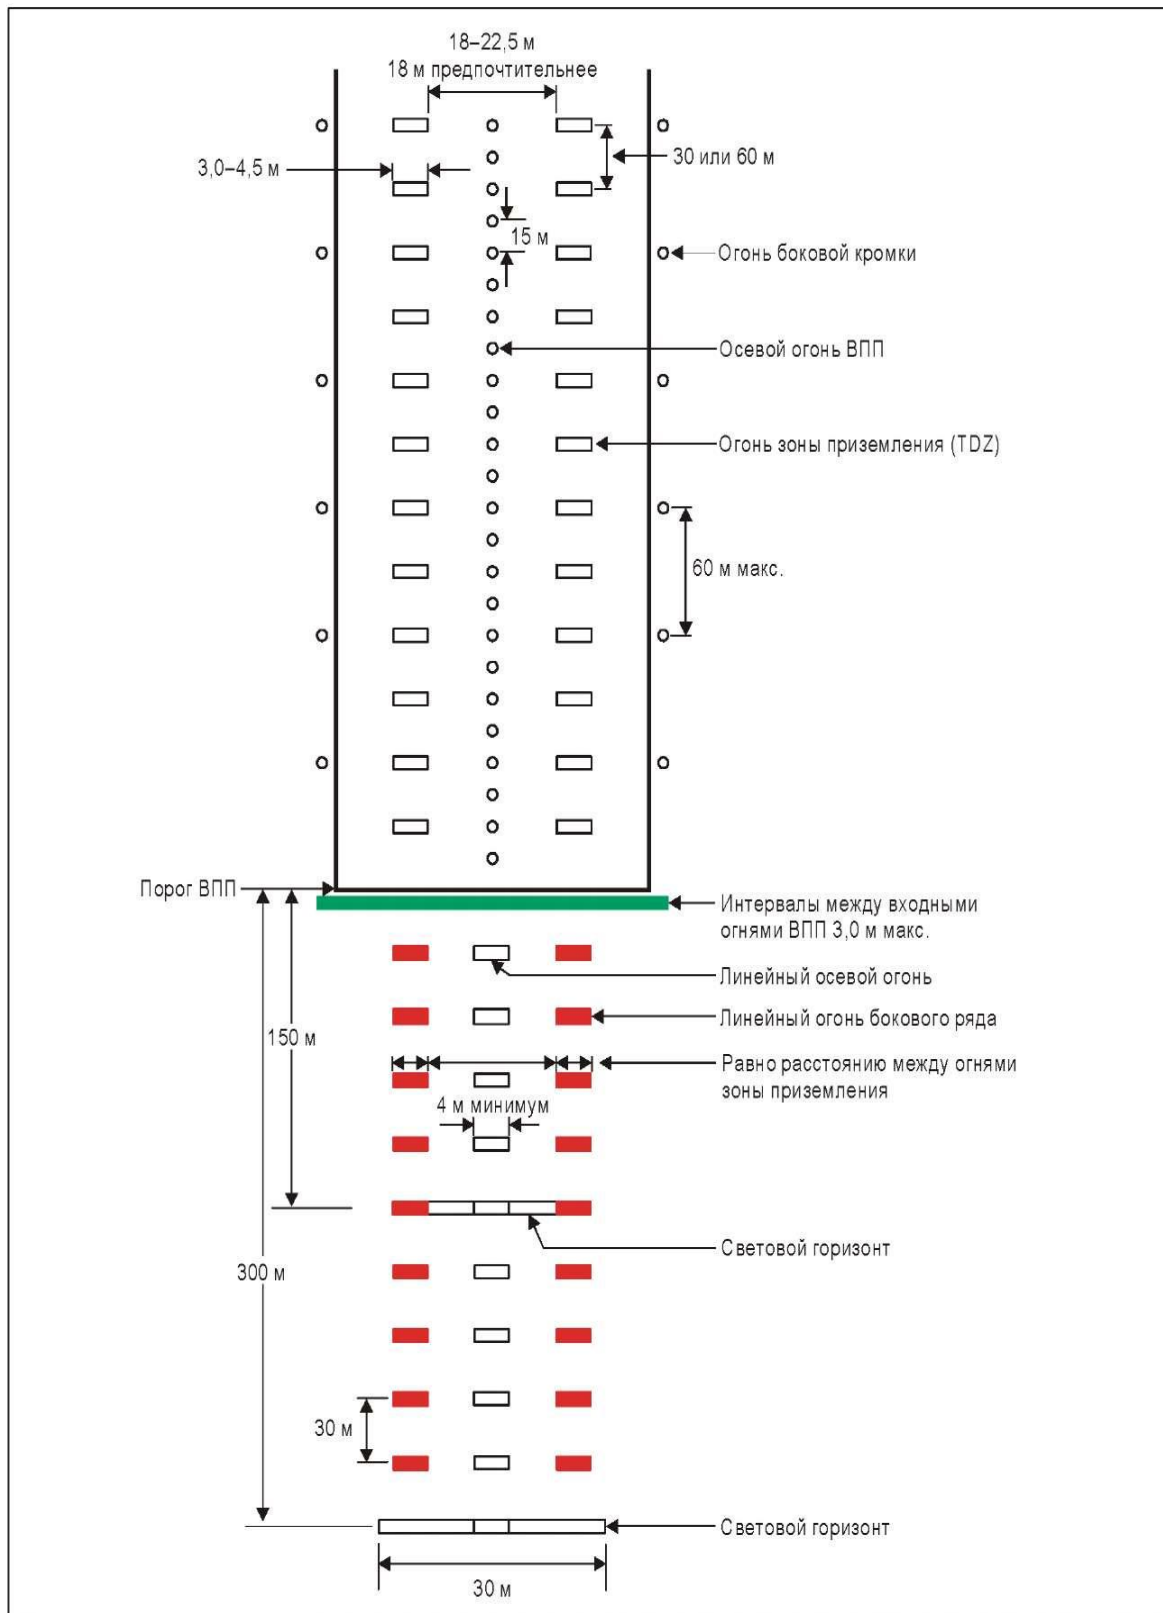 18–22,5 м
18 м предпочтительнее
3,0–4,5 м
30 или 60 м
15 м
Огонь боковой кромки
Осевой огонь ВПП
Огонь зоны приземления (TDZ)
60 м макс.
Порог ВПП
Интервалы между входными
огнями ВПП 3,0 м макс.
Линейный осевой огонь
Линейный огонь бокового ряда
150 м
Равно расстоянию между огнями
зоны приземления
4 м минимум
Световой горизонт
300 м
30 м
Световой горизонт
30 м